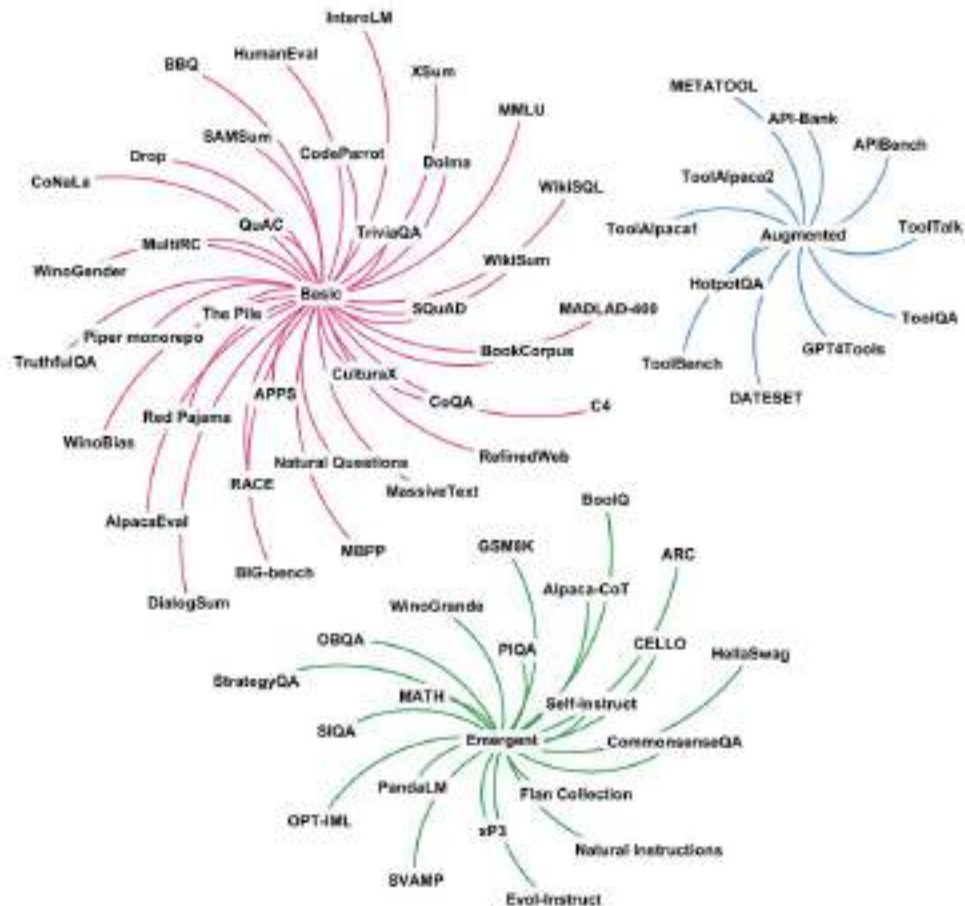 InteroLM
HumanEval
BBQ
XSum
MMLU
SAMSum
CodeParrot
Drop
Dolma
CoNaLa
WikiSQL
QuAC
TriviaQA
MultiRC
WikiSum
WinoGender
Basic
The Pile
SQuAD
MADLAD-400
Piper monorepo
BookCorpus
TruthfulQA
CulturaX
APPS
CoQA
C4
Red Pajama
WinoBias
RefinedWeb
Natural Questions
RACE
MassiveText
AlpacaEval
MBPP
BIG-bench
DialogSum
METATOOL
API-Bank
APIBench
ToolAlpaca2
ToolAlpaca1
Augmented
ToolTalk
HotpotQA
ToolQA
GPT4Tools
ToolBench
DATESET
BoolQ
GSM8K
ARC
Alpaca-CoT
WinoGrande
OBQA
PIQA
CELLO
HellaSwag
StrategyQA
MATH
Self-Instruct
SIQA
Emergent
CommonsenseQA
PandaLM
Flan Collection
OPT-IML
xP3
Natural Instructions
SVAMP
Evol-Instruct